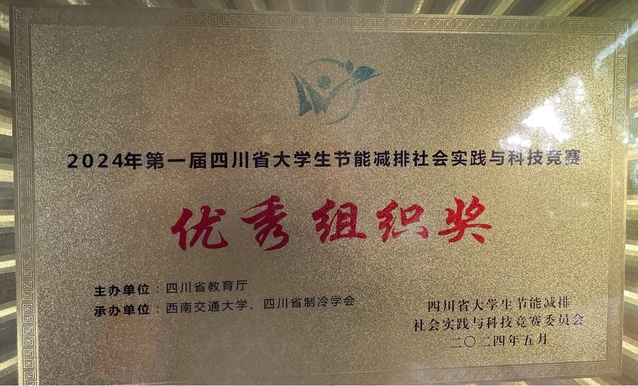 2024年第一届四川省大学生节能减排社会实践与科技竞赛
优秀组织奖
主办单位：四川省教育厅
承办单位：西南交通大学、四川省制冷学会
四川省大学生节能减排
社会实践与科技竞赛委员会
二〇二四年五月